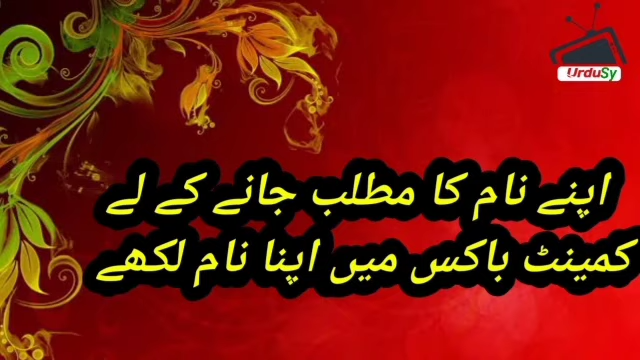 UrduSy
اپنے نام کا مطلب جانے کے لے
کمینٹ باکس میں اپنا نام لکھے